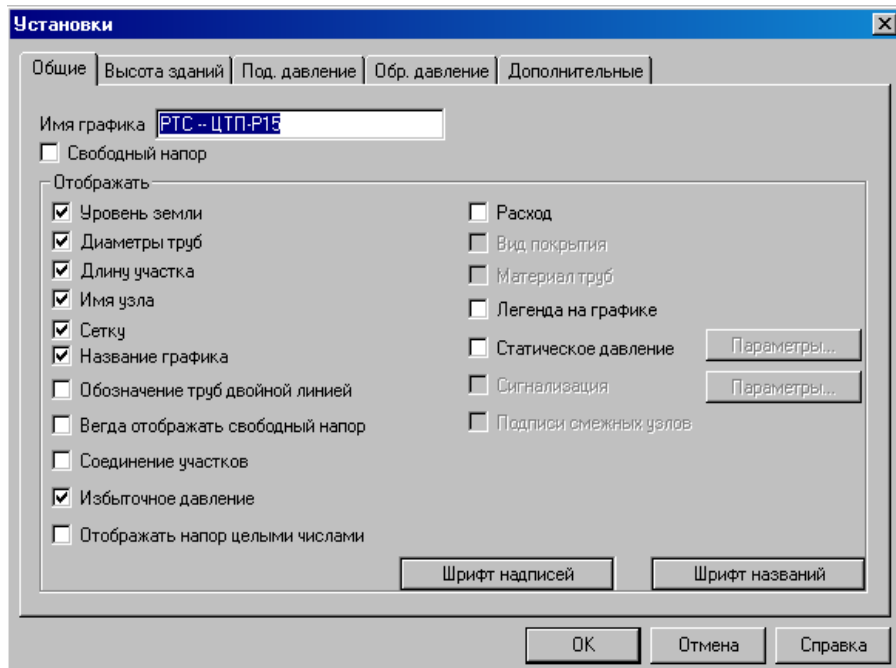 Установки
Общие Высота зданий Под. давление Обр. давление Дополнительные
Имя графика РТС -- ЦТП-Р15
Свободный напор
Отображать
Уровень земли Расход
Диаметры труб Вид покрытия
Длину участка Материал труб
Имя узла Легенда на графике
Сетку
Название графика Статическое давление Параметры...
Обозначение труб двойной линией Сигнализация Параметры...
Вегда отображать свободный напор Подписи смежных узлов
Соединение участков
Избыточное давление
Отображать напор целыми числами
Шрифт надписей Шрифт названий
OK Отмена Справка